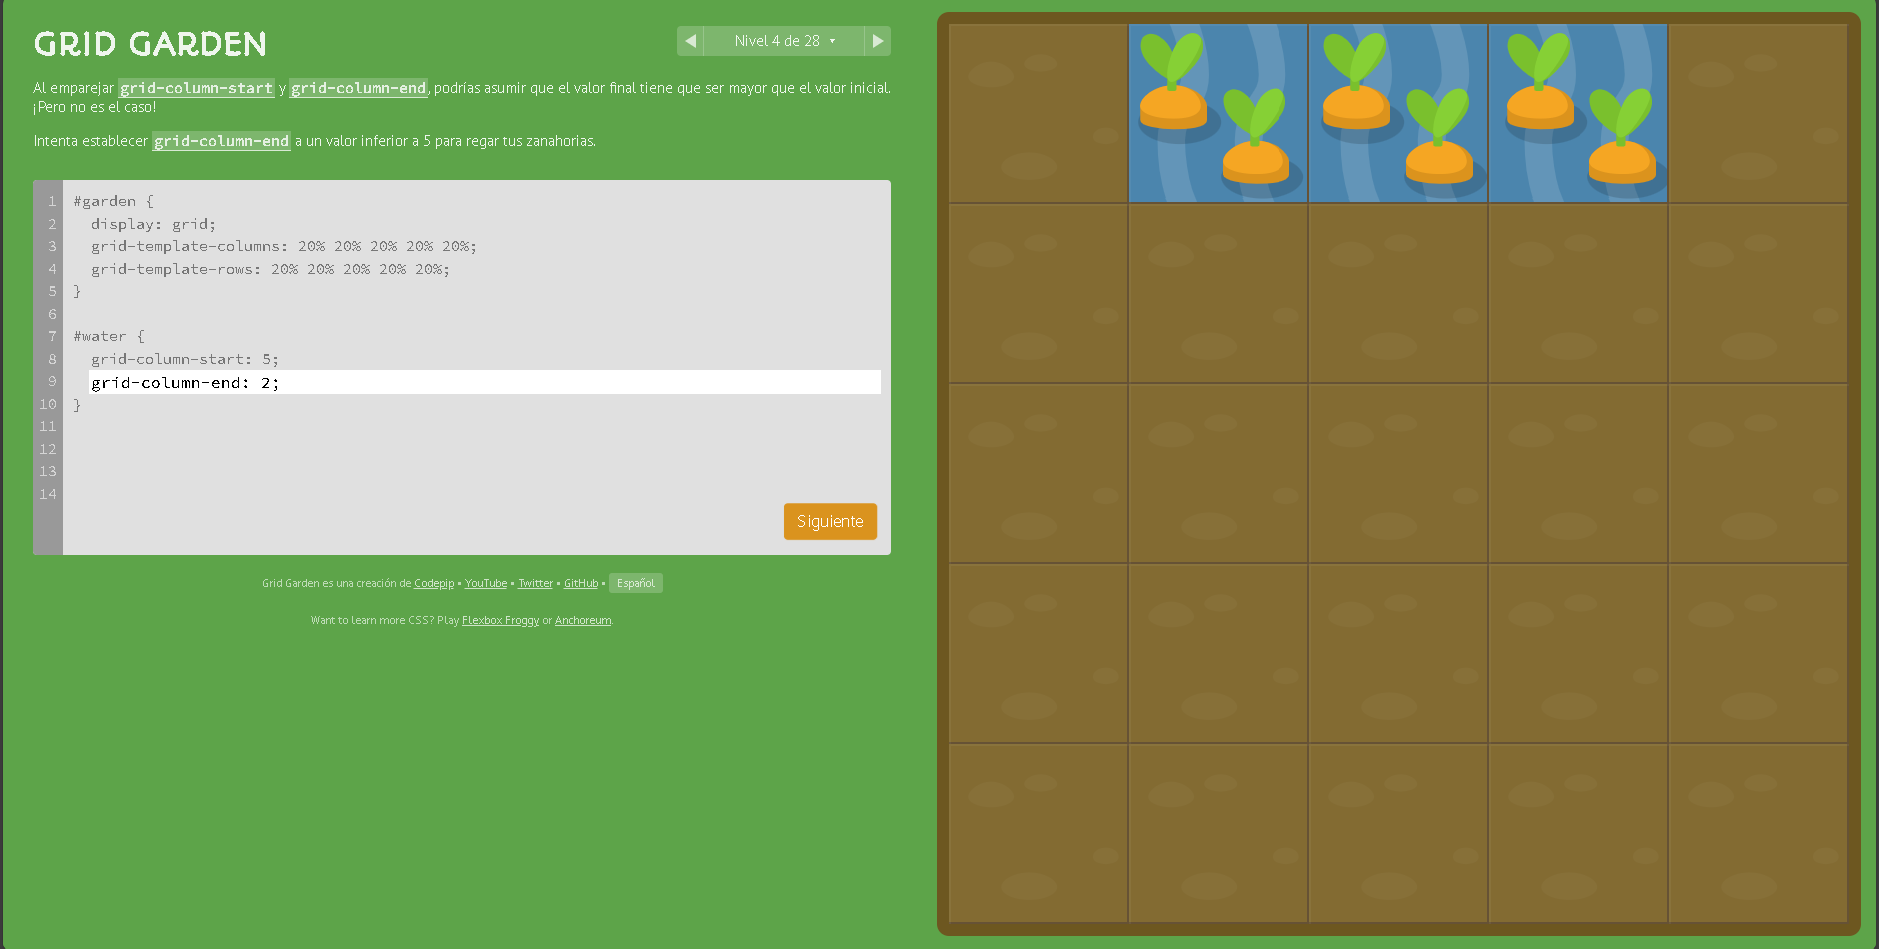 GRID GARDEN
Nivel 4 de 28
Al emparejar grid-column-start y grid-column-end, podrías asumir que el valor final tiene que ser mayor que el valor inicial.
¡Pero no es el caso!
Intenta establecer grid-column-end a un valor inferior a 5 para regar tus zanahorias.
1 #garden {
2 display: grid;
3 grid-template-columns: 20% 20% 20% 20% 20%;
4 grid-template-rows: 20% 20% 20% 20% 20%;
5 }
6
7 #water {
8 grid-column-start: 5;
9 grid-column-end: 2;
10 }
11
12
13
14
Siguiente
Grid Garden es una creación de Codepip • YouTube • Twitter • GitHub • Español
Want to learn more CSS? Play Flexbox Froggy or Anchoreum.